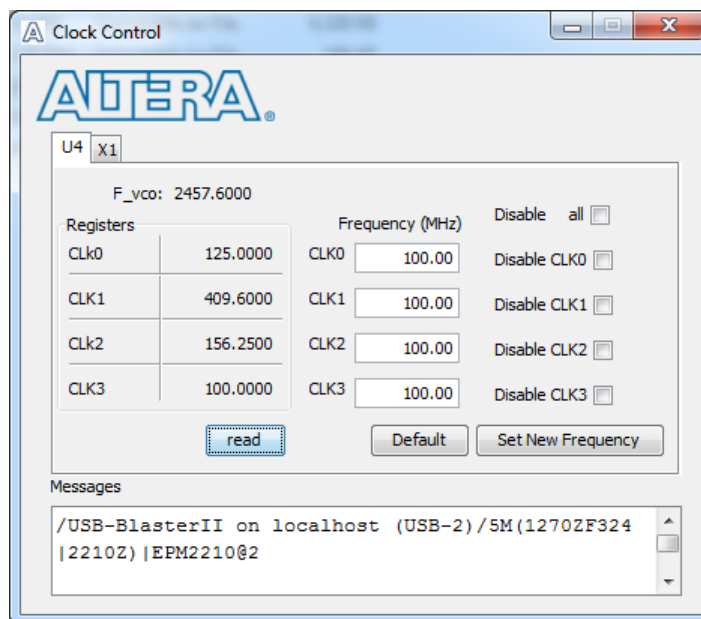 Clock Control
ALTERA®
U4 X1
F_vco: 2457.6000
Registers
CLk0 125.0000
CLK1 409.6000
CLk2 156.2500
CLK3 100.0000
Frequency (MHz)
CLK0 100.00
CLK1 100.00
CLK2 100.00
CLK3 100.00
Disable all
Disable CLK0
Disable CLK1
Disable CLK2
Disable CLK3
read Default Set New Frequency
Messages
/USB-BlasterII on localhost (USB-2)/5M(1270ZF324
|2210Z)|EPM2210@2